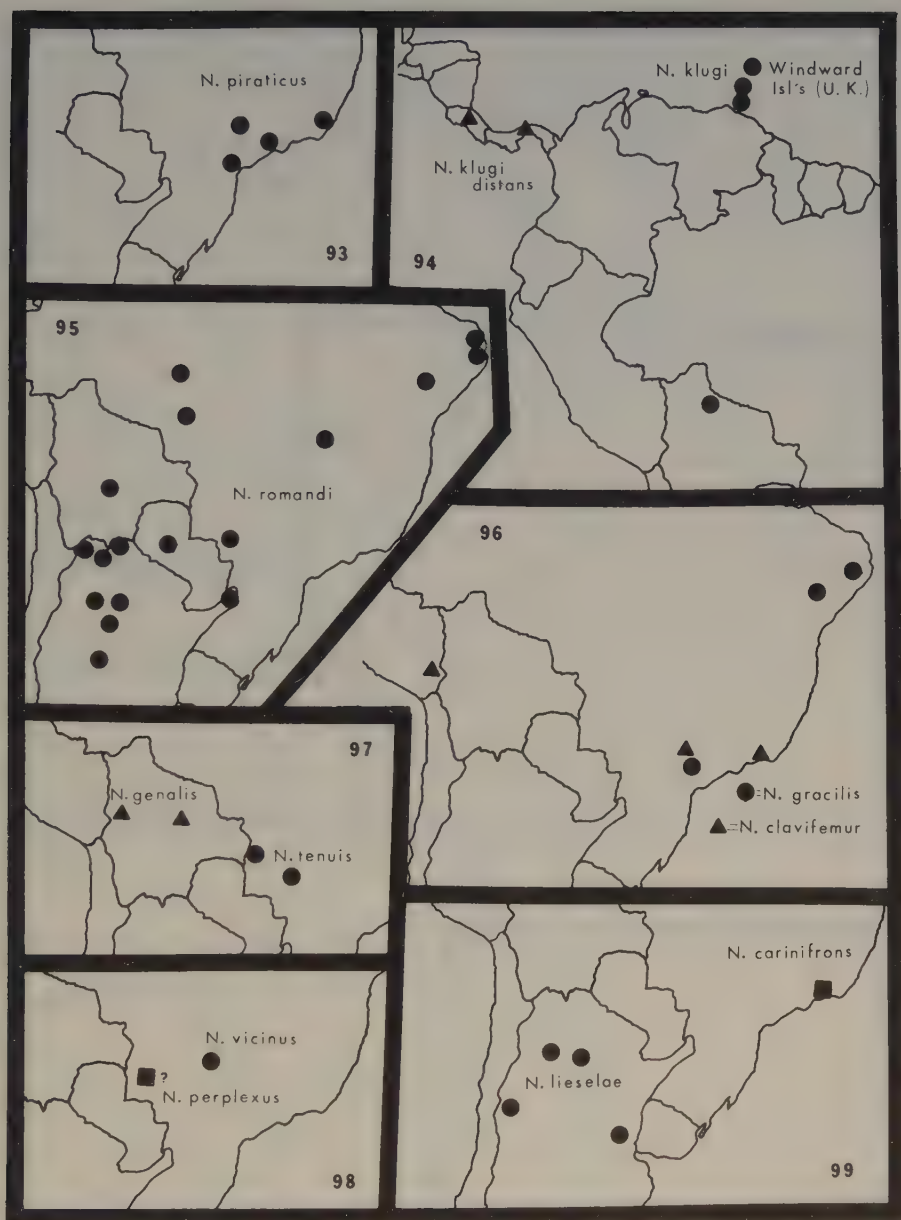 N. piraticus
93
N. klugi
Windward
Isl's (U. K.)
N. klugi
distans
94
95
N. romandi
96
=N. gracilis
=N. clavifemur
97
N. genalis
N. tenuis
N. vicinus
?
N. perplexus
98
N. carinifrons
N. lieselae
99